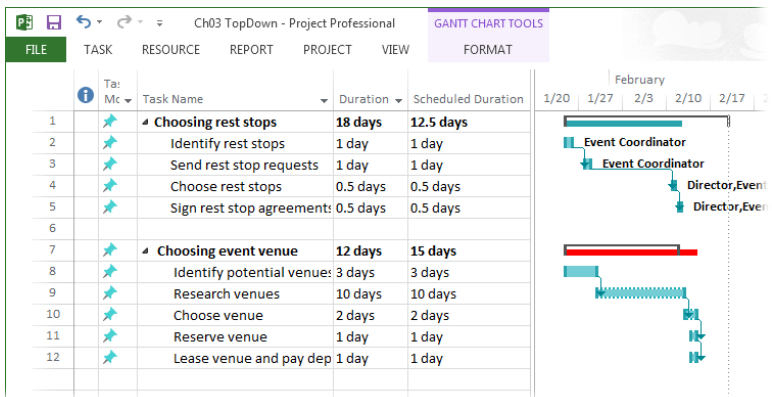 Ch03 TopDown - Project Professional
GANTT CHART TOOLS
FILE TASK RESOURCE REPORT PROJECT VIEW FORMAT
February
Ta:
Mc Task Name Duration Scheduled Duration 1/20 1/27 2/3 2/10 2/17
1 Choosing rest stops 18 days 12.5 days
2 Identify rest stops 1 day 1 day Event Coordinator
3 Send rest stop requests 1 day 1 day Event Coordinator
4 Choose rest stops 0.5 days 0.5 days Director,Event
5 Sign rest stop agreements 0.5 days 0.5 days Director,Even
6
7 Choosing event venue 12 days 15 days
8 Identify potential venues 3 days 3 days
9 Research venues 10 days 10 days
10 Choose venue 2 days 2 days
11 Reserve venue 1 day 1 day
12 Lease venue and pay dep 1 day 1 day